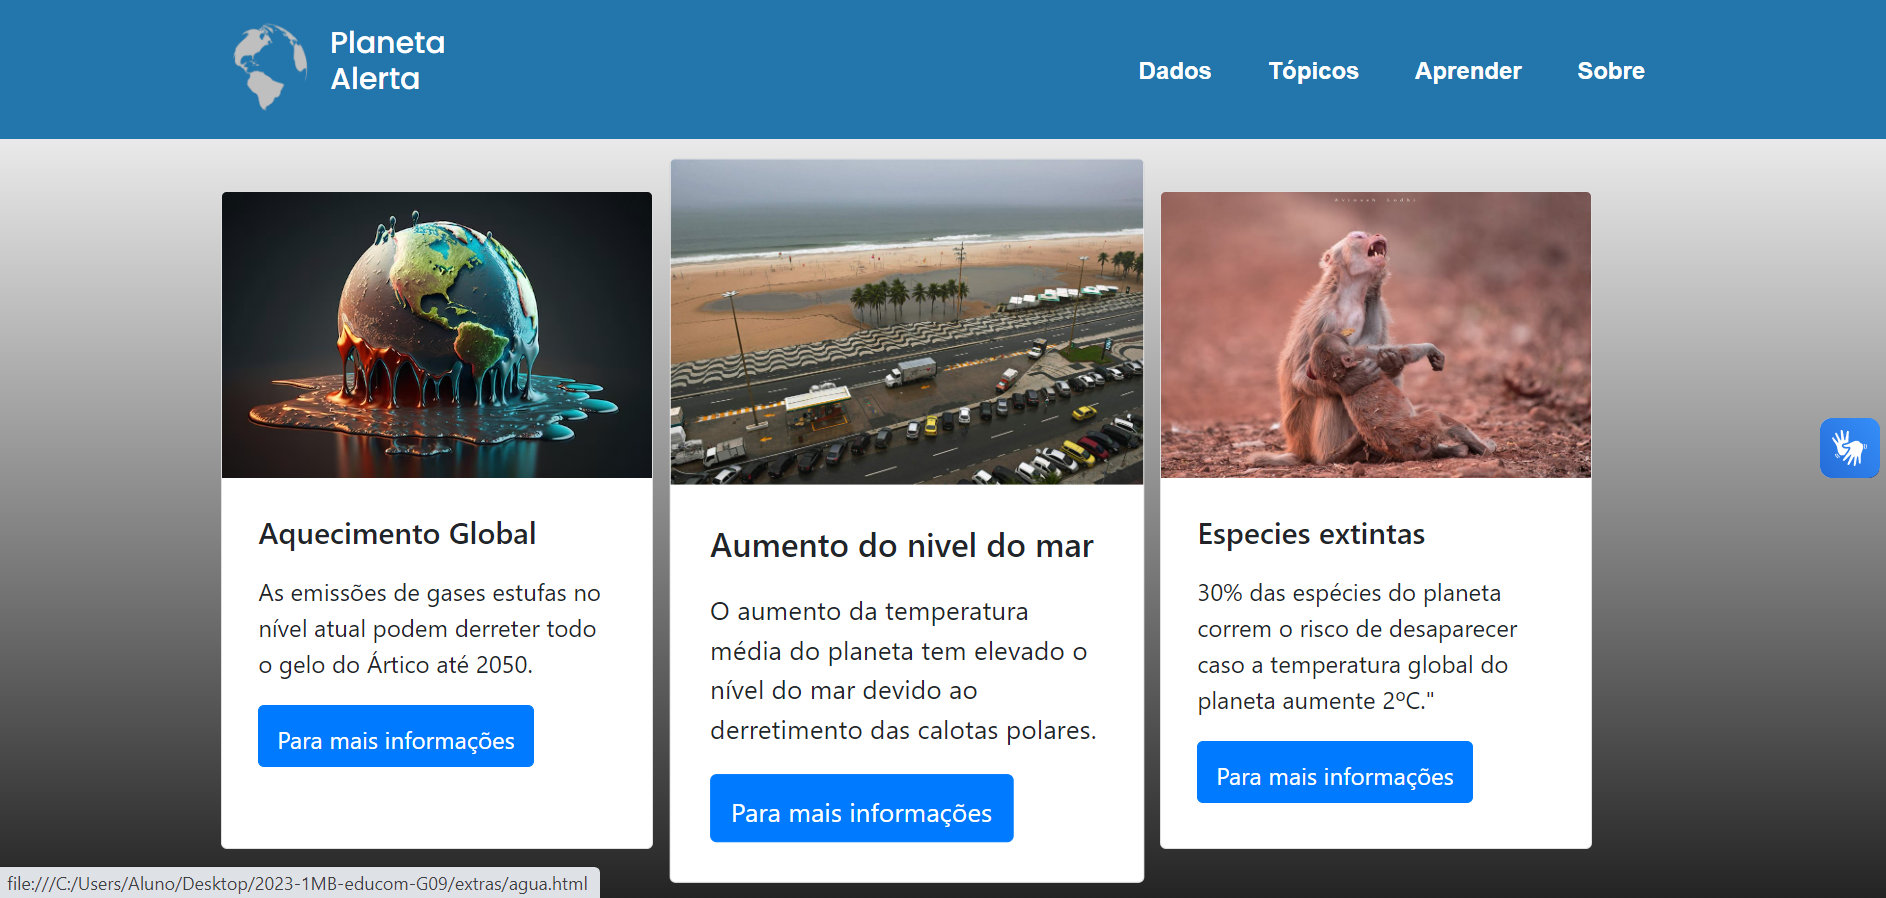 Planeta
Alerta
Dados
Tópicos
Aprender
Sobre
Avinash Lodhi
Aquecimento Global
As emissões de gases estufas no
nível atual podem derreter todo
o gelo do Ártico até 2050.
Para mais informações
Aumento do nivel do mar
O aumento da temperatura
média do planeta tem elevado o
nível do mar devido ao
derretimento das calotas polares.
Para mais informações
Especies extintas
30% das espécies do planeta
correm o risco de desaparecer
caso a temperatura global do
planeta aumente 2ºC."
Para mais informações
file:///C:/Users/Aluno/Desktop/2023-1MB-educom-G09/extras/agua.html